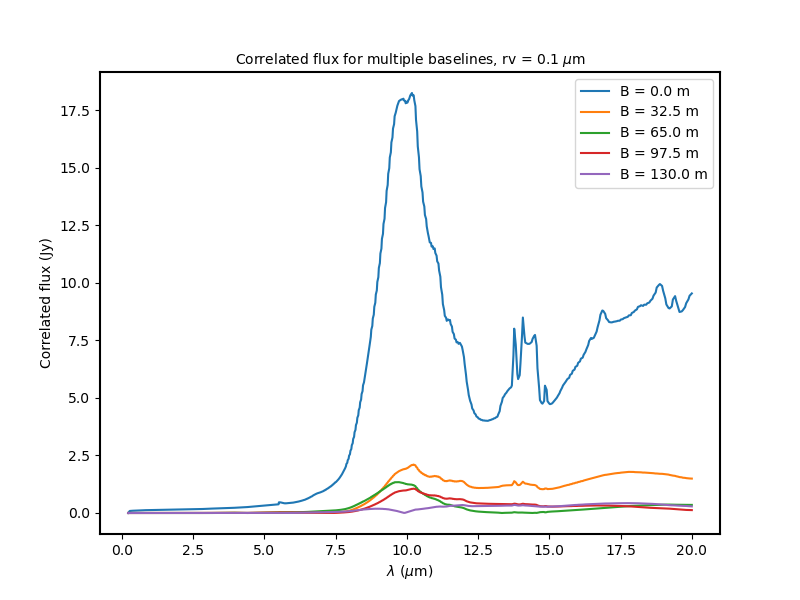 Correlated flux for multiple baselines, rv = 0.1 μm
B = 0.0 m
B = 32.5 m
B = 65.0 m
B = 97.5 m
B = 130.0 m
17.5
15.0
12.5
10.0
7.5
5.0
2.5
0.0
Correlated flux (Jy)
0.0 2.5 5.0 7.5 10.0 12.5 15.0 17.5 20.0
λ (μm)